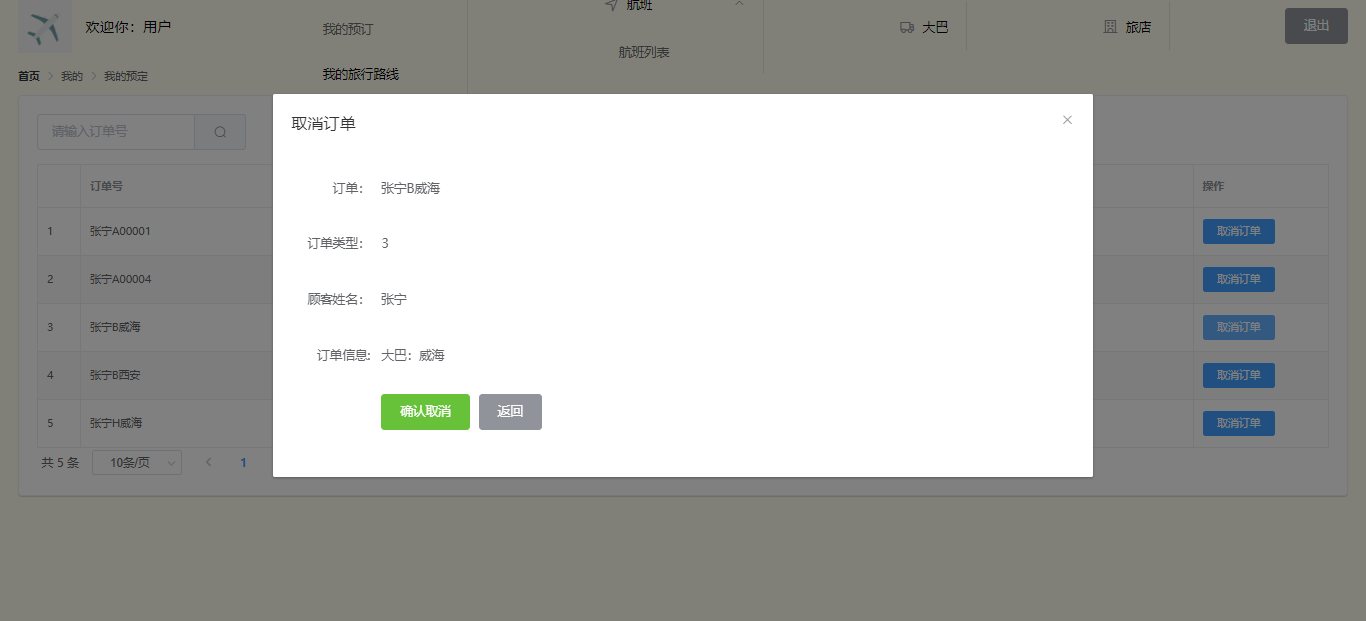 欢迎你：用户
我的预订
我的旅行路线
航班
航班列表
大巴
旅店
退出
首页 > 我的 > 我的预定
请输入订单号
订单号
操作
1 张宁A00001 取消订单
2 张宁A00004 取消订单
3 张宁B威海 取消订单
4 张宁B西安 取消订单
5 张宁H威海 取消订单
共 5 条 10条/页 < 1
取消订单
订单： 张宁B威海
订单类型： 3
顾客姓名： 张宁
订单信息: 大巴：威海
确认取消 返回